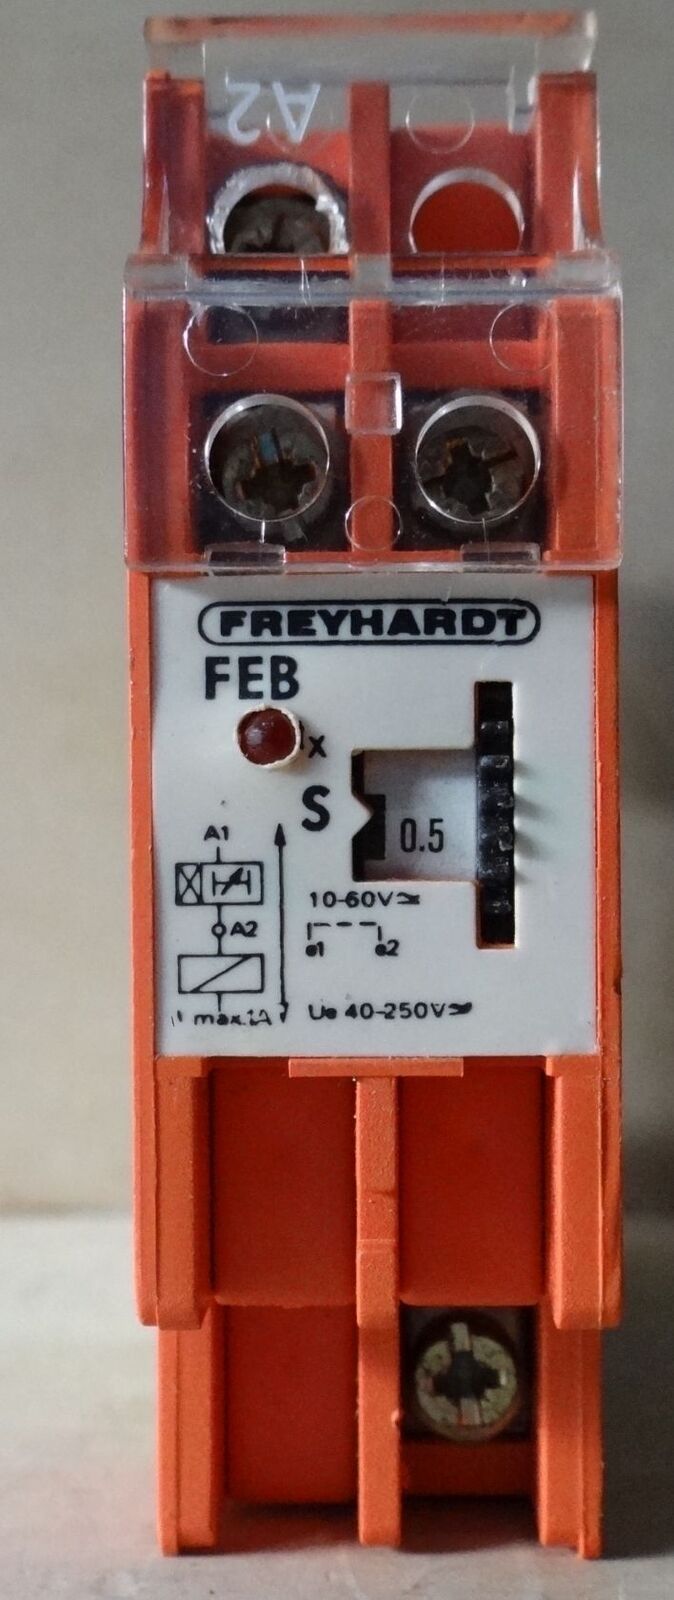 A2
FREYHARDT
FEB
x
S
0.5
A1
10-60V≂
A2
e1 e2
max.1A Ue 40-250V≂